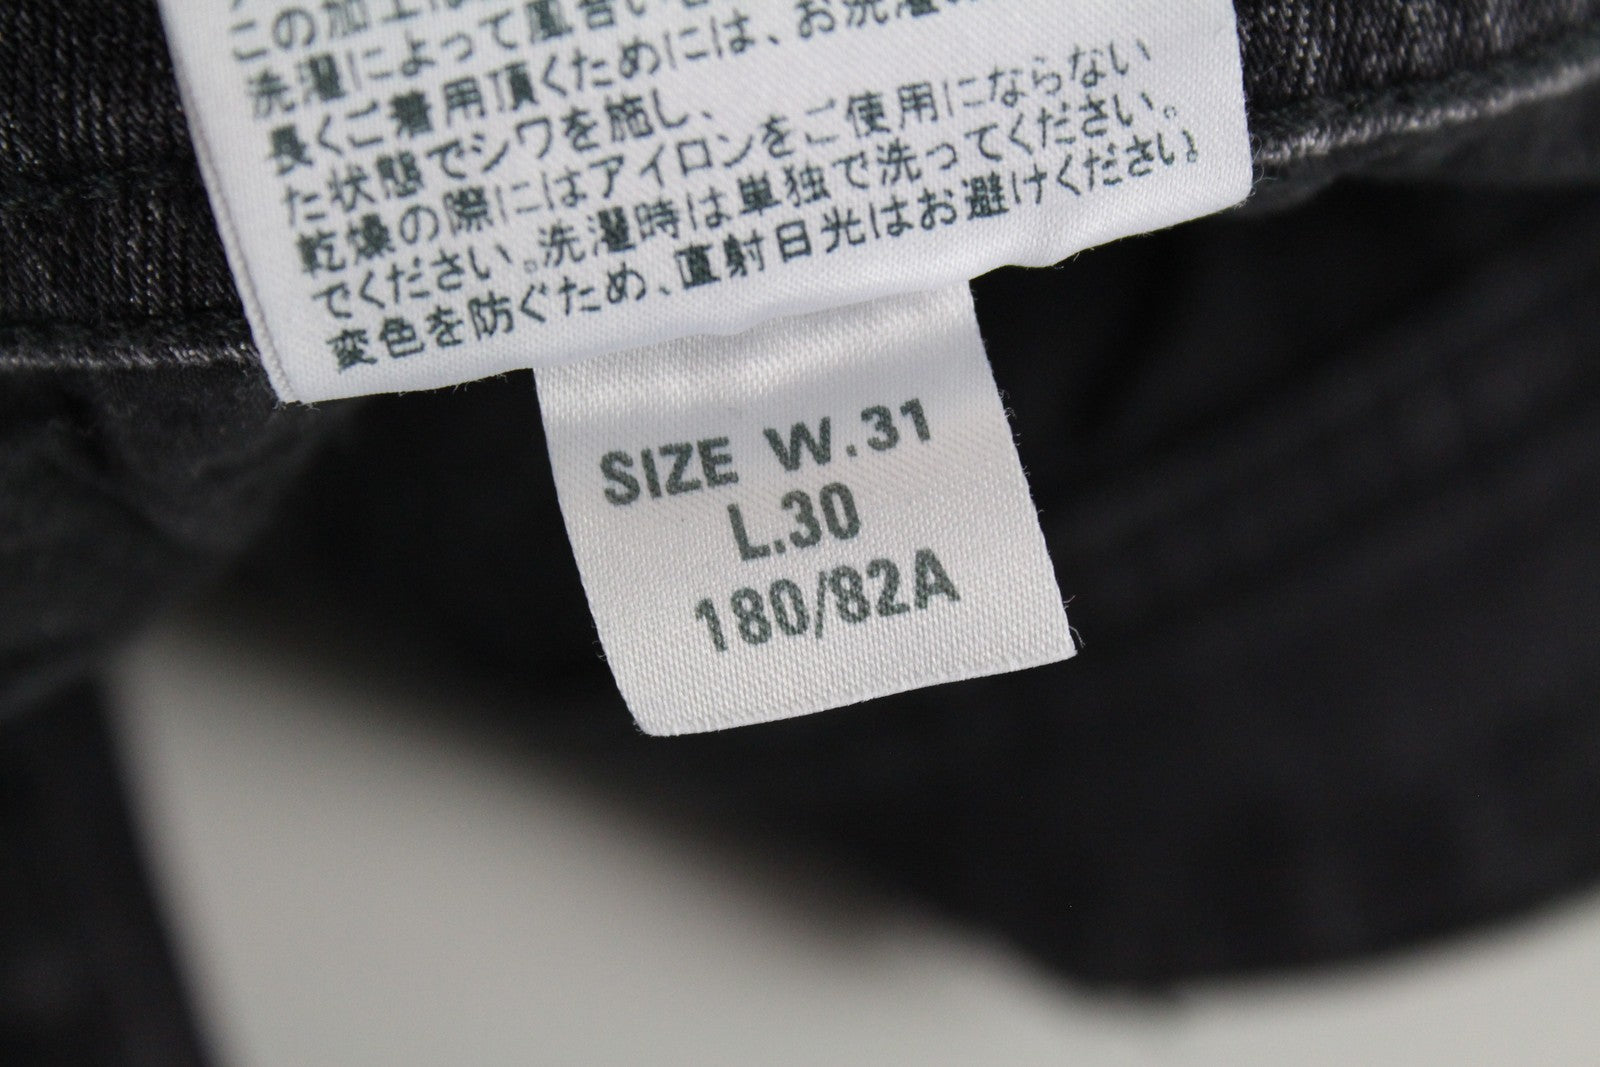 この加工は
洗濯によって風合い
長くご着用頂くためには、お洗濯
た状態でシワを施し、
乾燥の際にはアイロンをご使用にならない
でください。洗濯時は単独で洗ってください。
変色を防ぐため、直射日光はお避けください。
SIZE W.31
L.30
180/82A